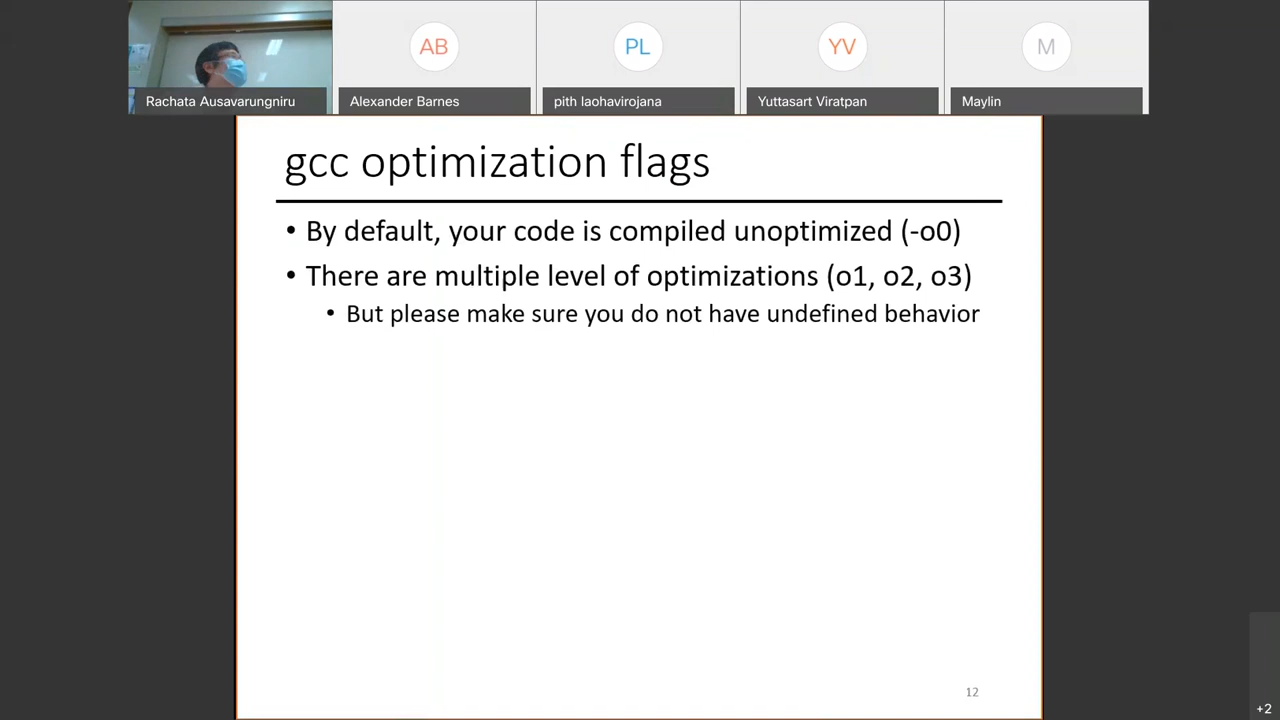 AB
PL
YV
M
Rachata Ausavarungniru
Alexander Barnes
pith laohavirojana
Yuttasart Viratpan
Maylin
gcc optimization flags
• By default, your code is compiled unoptimized (-o0)
• There are multiple level of optimizations (o1, o2, o3)
• But please make sure you do not have undefined behavior
12
+2